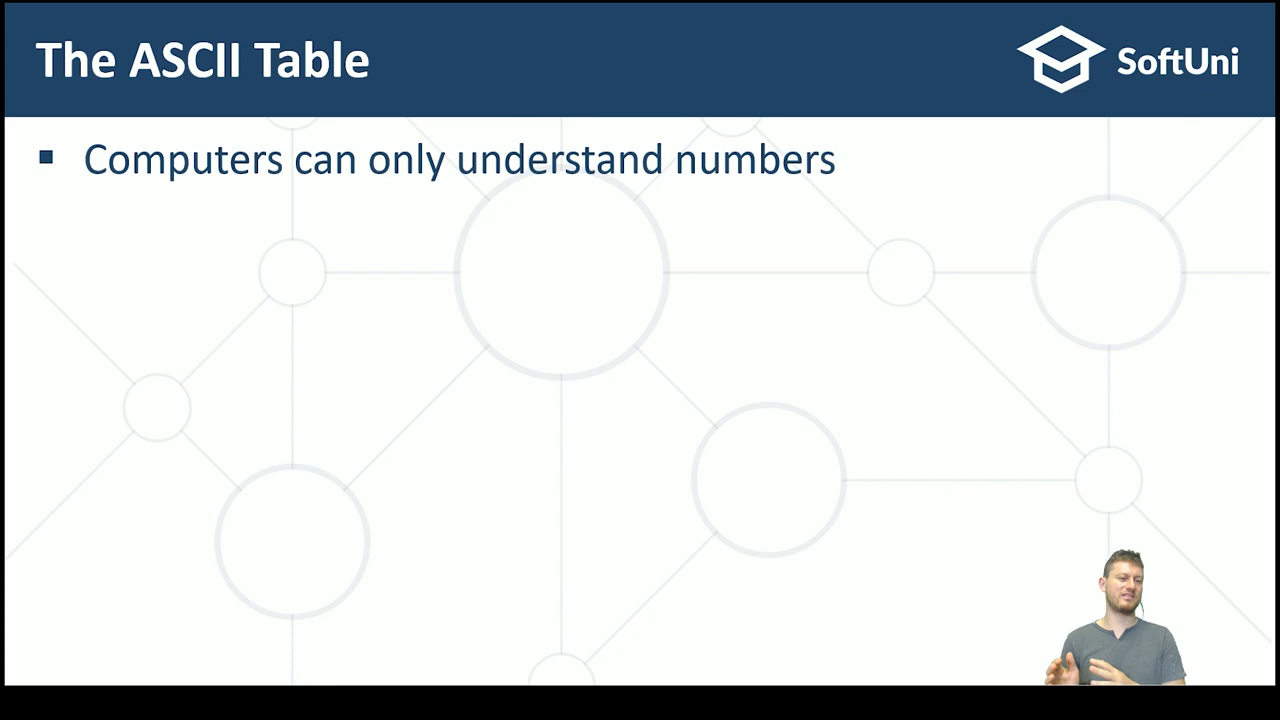 The ASCII Table
SoftUni
▪ Computers can only understand numbers